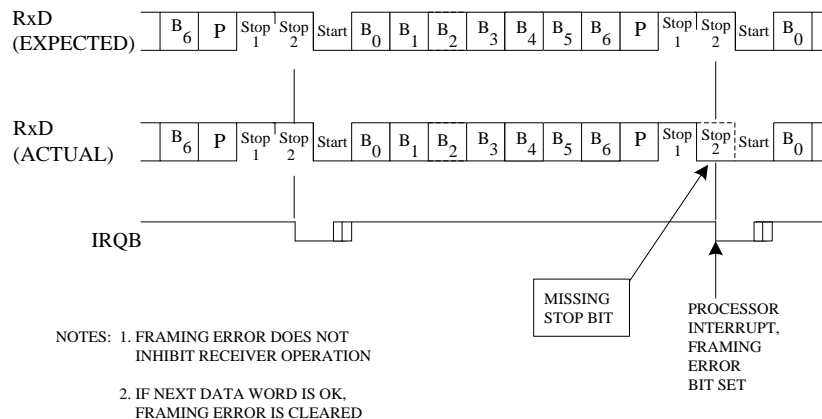 RxD
(EXPECTED)
B6 P Stop 1 Stop 2 Start B0 B1 B2 B3 B4 B5 B6 P Stop 1 Stop 2 Start B0
RxD
(ACTUAL)
B6 P Stop 1 Stop 2 Start B0 B1 B2 B3 B4 B5 B6 P Stop 1 Stop 2 Start B0
IRQB
MISSING
STOP BIT
PROCESSOR
INTERRUPT,
FRAMING
ERROR
BIT SET
NOTES: 1. FRAMING ERROR DOES NOT
INHIBIT RECEIVER OPERATION
2. IF NEXT DATA WORD IS OK,
FRAMING ERROR IS CLEARED